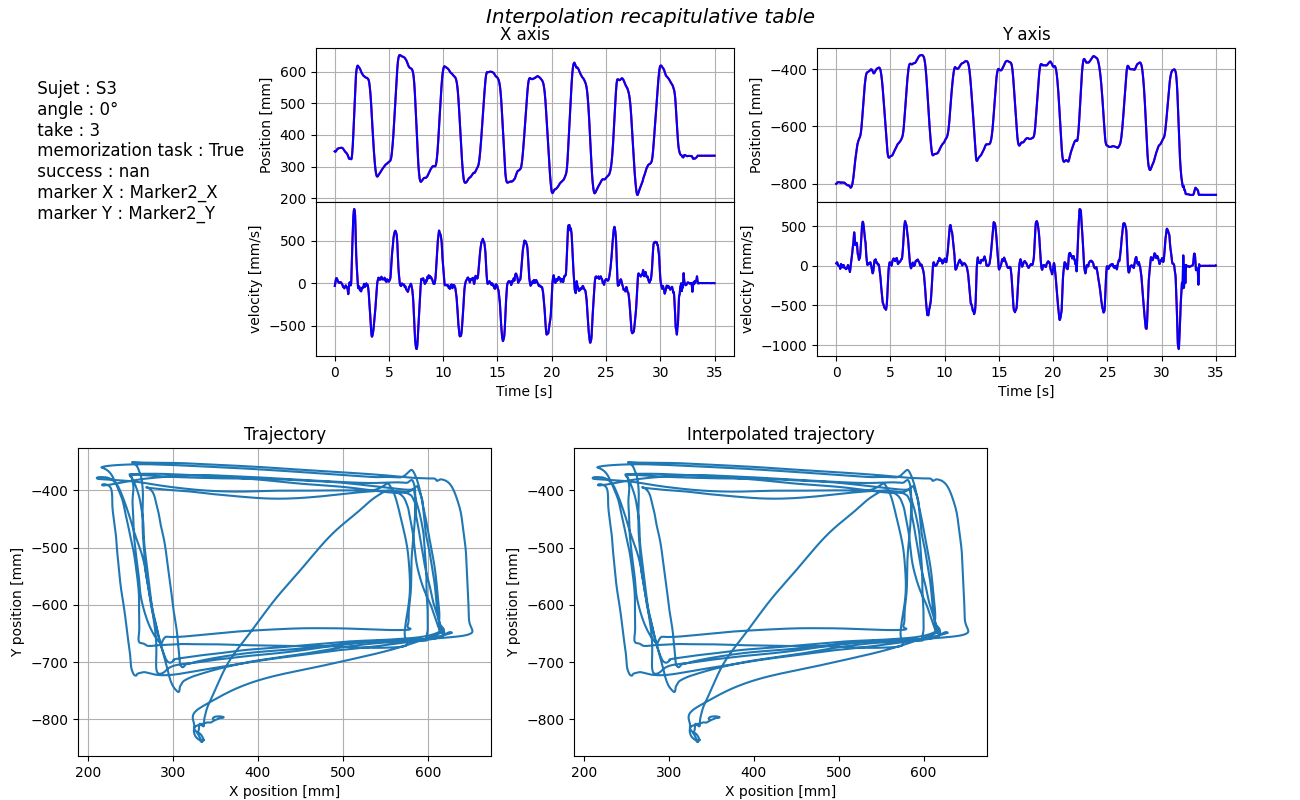 Interpolation recapitulative table
Sujet : S3
angle : 0°
take : 3
memorization task : True
success : nan
marker X : Marker2_X
marker Y : Marker2_Y
X axis
Position [mm]
600
500
400
300
200
velocity [mm/s]
500
0
−500
0 5 10 15 20 25 30 35
Time [s]
Y axis
Position [mm]
−400
−600
−800
velocity [mm/s]
500
0
−500
−1000
0 5 10 15 20 25 30 35
Time [s]
Trajectory
Y position [mm]
−400
−500
−600
−700
−800
200 300 400 500 600
X position [mm]
Interpolated trajectory
Y position [mm]
−400
−500
−600
−700
−800
200 300 400 500 600
X position [mm]